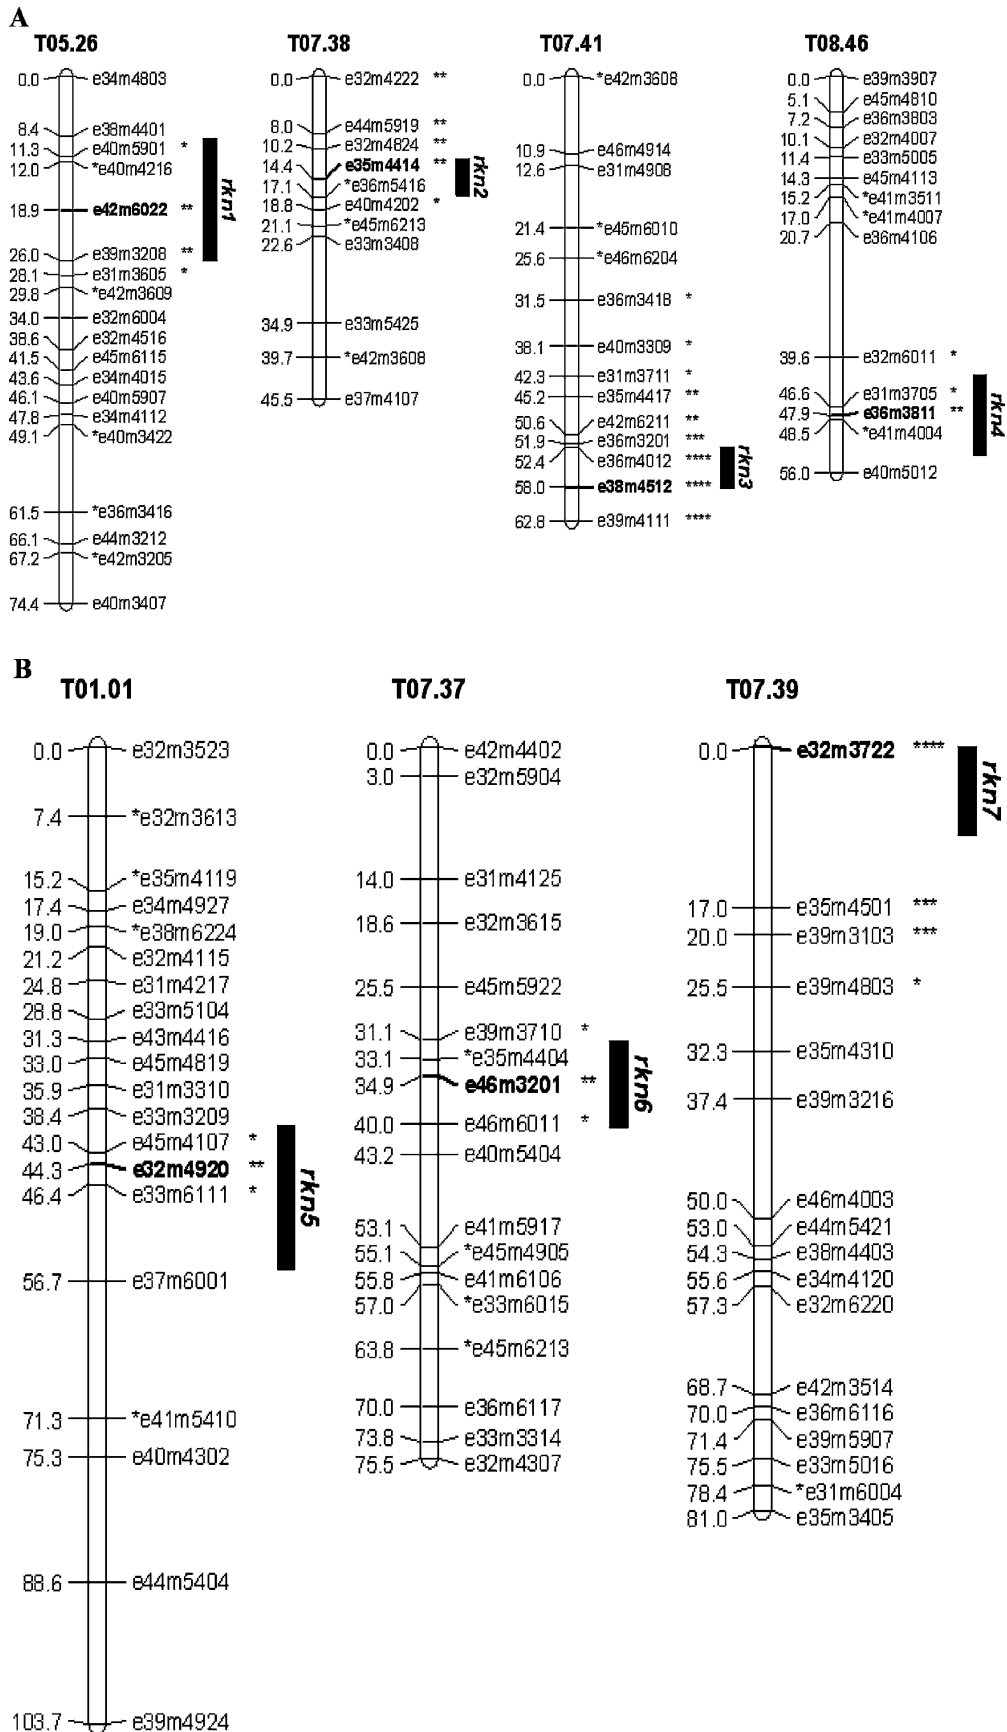 A
T05.26
0.0 e34m4803
8.4 e38m4401
11.3 e40m5901 *
12.0 *e40m4216
18.9 e42m6022 **
26.0 e39m3208 **
28.1 e31m3605 *
29.8 *e42m3609
34.0 e32m6004
38.6 e32m4516
41.5 e45m6115
43.6 e34m4015
46.1 e40m5907
47.8 e34m4112
49.1 *e40m3422
61.5 *e36m3416
66.1 e44m3212
67.2 *e42m3205
74.4 e40m3407
rkn1
T07.38
0.0 e32m4222 **
8.0 e44m5919 **
10.2 e32m4824 **
14.4 e35m4414 **
17.1 *e36m5416
18.8 e40m4202 *
21.1 *e45m6213
22.6 e33m3408
34.9 e33m5425
39.7 *e42m3608
45.5 e37m4107
rkn2
T07.41
0.0 *e42m3608
10.9 e46m4914
12.6 e31m4908
21.4 *e45m6010
25.6 *e46m6204
31.5 e36m3418 *
38.1 e40m3309 *
42.3 e31m3711 *
45.2 e35m4417 **
50.6 e42m6211 **
51.9 e36m3201 ***
52.4 e36m4012 ****
58.0 e38m4512 ****
62.8 e39m4111 ****
rkn3
T08.46
0.0 e39m3907
5.1 e45m4810
7.2 e36m3803
10.1 e32m4007
11.4 e33m5005
14.3 e45m4113
15.2 *e41m3511
17.0 *e41m4007
20.7 e36m4106
39.6 e32m6011 *
46.6 e31m3705 *
47.9 e36m3811 **
48.5 *e41m4004
56.0 e40m5012
rkn4
B
T01.01
0.0 e32m3523
7.4 *e32m3613
15.2 *e35m4119
17.4 e34m4927
19.0 *e38m6224
21.2 e32m4115
24.8 e31m4217
28.8 e33m5104
31.3 e43m4416
33.0 e45m4819
35.9 e31m3310
38.4 e33m3209
43.0 e45m4107 *
44.3 e32m4920 **
46.4 e33m6111 *
56.7 e37m6001
71.3 *e41m5410
75.3 e40m4302
88.6 e44m5404
103.7 e39m4924
rkn5
T07.37
0.0 e42m4402
3.0 e32m5904
14.0 e31m4125
18.6 e32m3615
25.5 e45m5922
31.1 e39m3710 *
33.1 *e35m4404
34.9 e46m3201 **
40.0 e46m6011 *
43.2 e40m5404
53.1 e41m5917
55.1 *e45m4905
55.8 e41m6106
57.0 *e33m6015
63.8 *e45m6213
70.0 e36m6117
73.8 e33m3314
75.5 e32m4307
rkn6
T07.39
0.0 e32m3722 ****
17.0 e35m4501 ***
20.0 e39m3103 ***
25.5 e39m4803 *
32.3 e35m4310
37.4 e39m3216
50.0 e46m4003
53.0 e44m5421
54.3 e38m4403
55.6 e34m4120
57.3 e32m6220
68.7 e42m3514
70.0 e36m6116
71.4 e39m5907
75.5 e33m5016
78.4 *e31m6004
81.0 e35m3405
rkn7